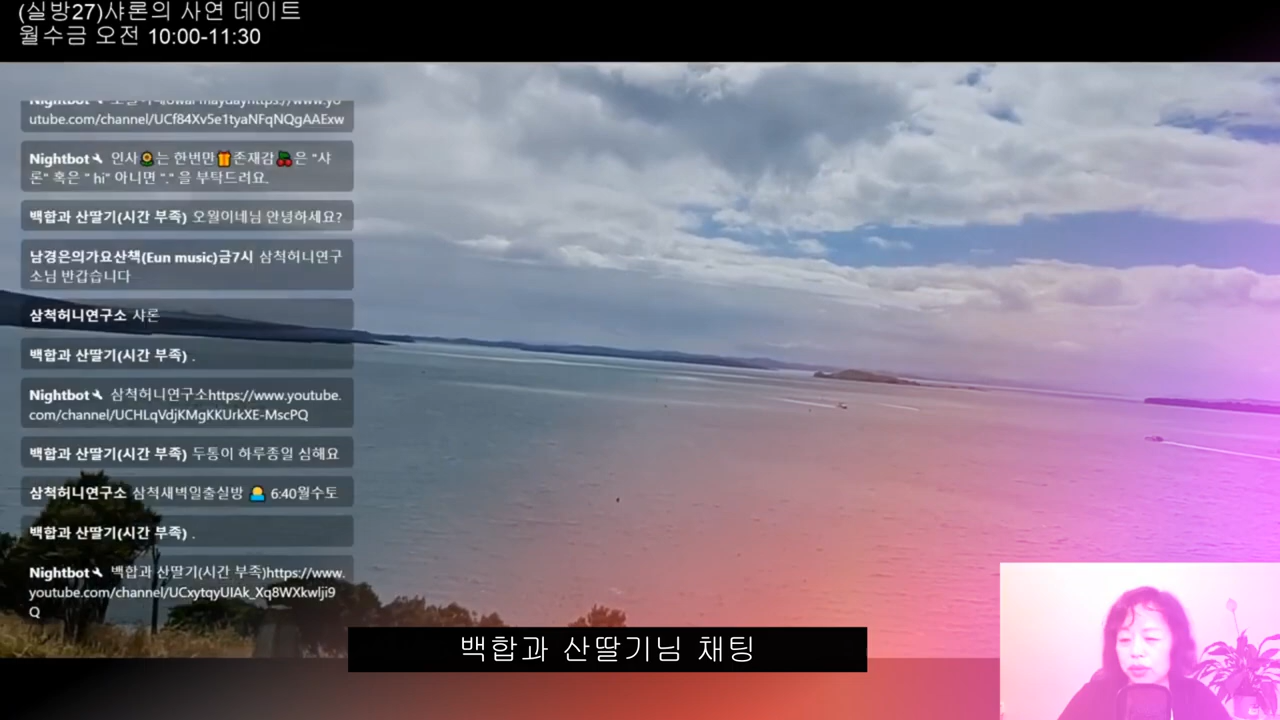 (실방27)샤론의 사연 데이트
월수금 오전 10:00-11:30
utube.com/channel/UCf84Xv5e1tyaNFqNQgAAExw
Nightbot 인사🌻는 한번만🎁존재감🍒은 "샤
론" 혹은 " hi" 아니면 "." 을 부탁드려요.
백합과 산딸기(시간 부족) 오월이네님 안녕하세요?
남경은의가요산책(Eun music)금7시 삼척허니연구
소님 반갑습니다
삼척허니연구소 샤론
백합과 산딸기(시간 부족) .
Nightbot 삼척허니연구소https://www.youtube.
com/channel/UCHLqVdjKMgKKUrkXE-MscPQ
백합과 산딸기(시간 부족) 두통이 하루종일 심해요
삼척허니연구소 삼척새벽일출실방 🌅 6:40월수토
백합과 산딸기(시간 부족) .
Nightbot 백합과 산딸기(시간 부족)https://www.
youtube.com/channel/UCxytqyUIAk_Xq8WXkwlji9
Q
백합과 산딸기님 채팅